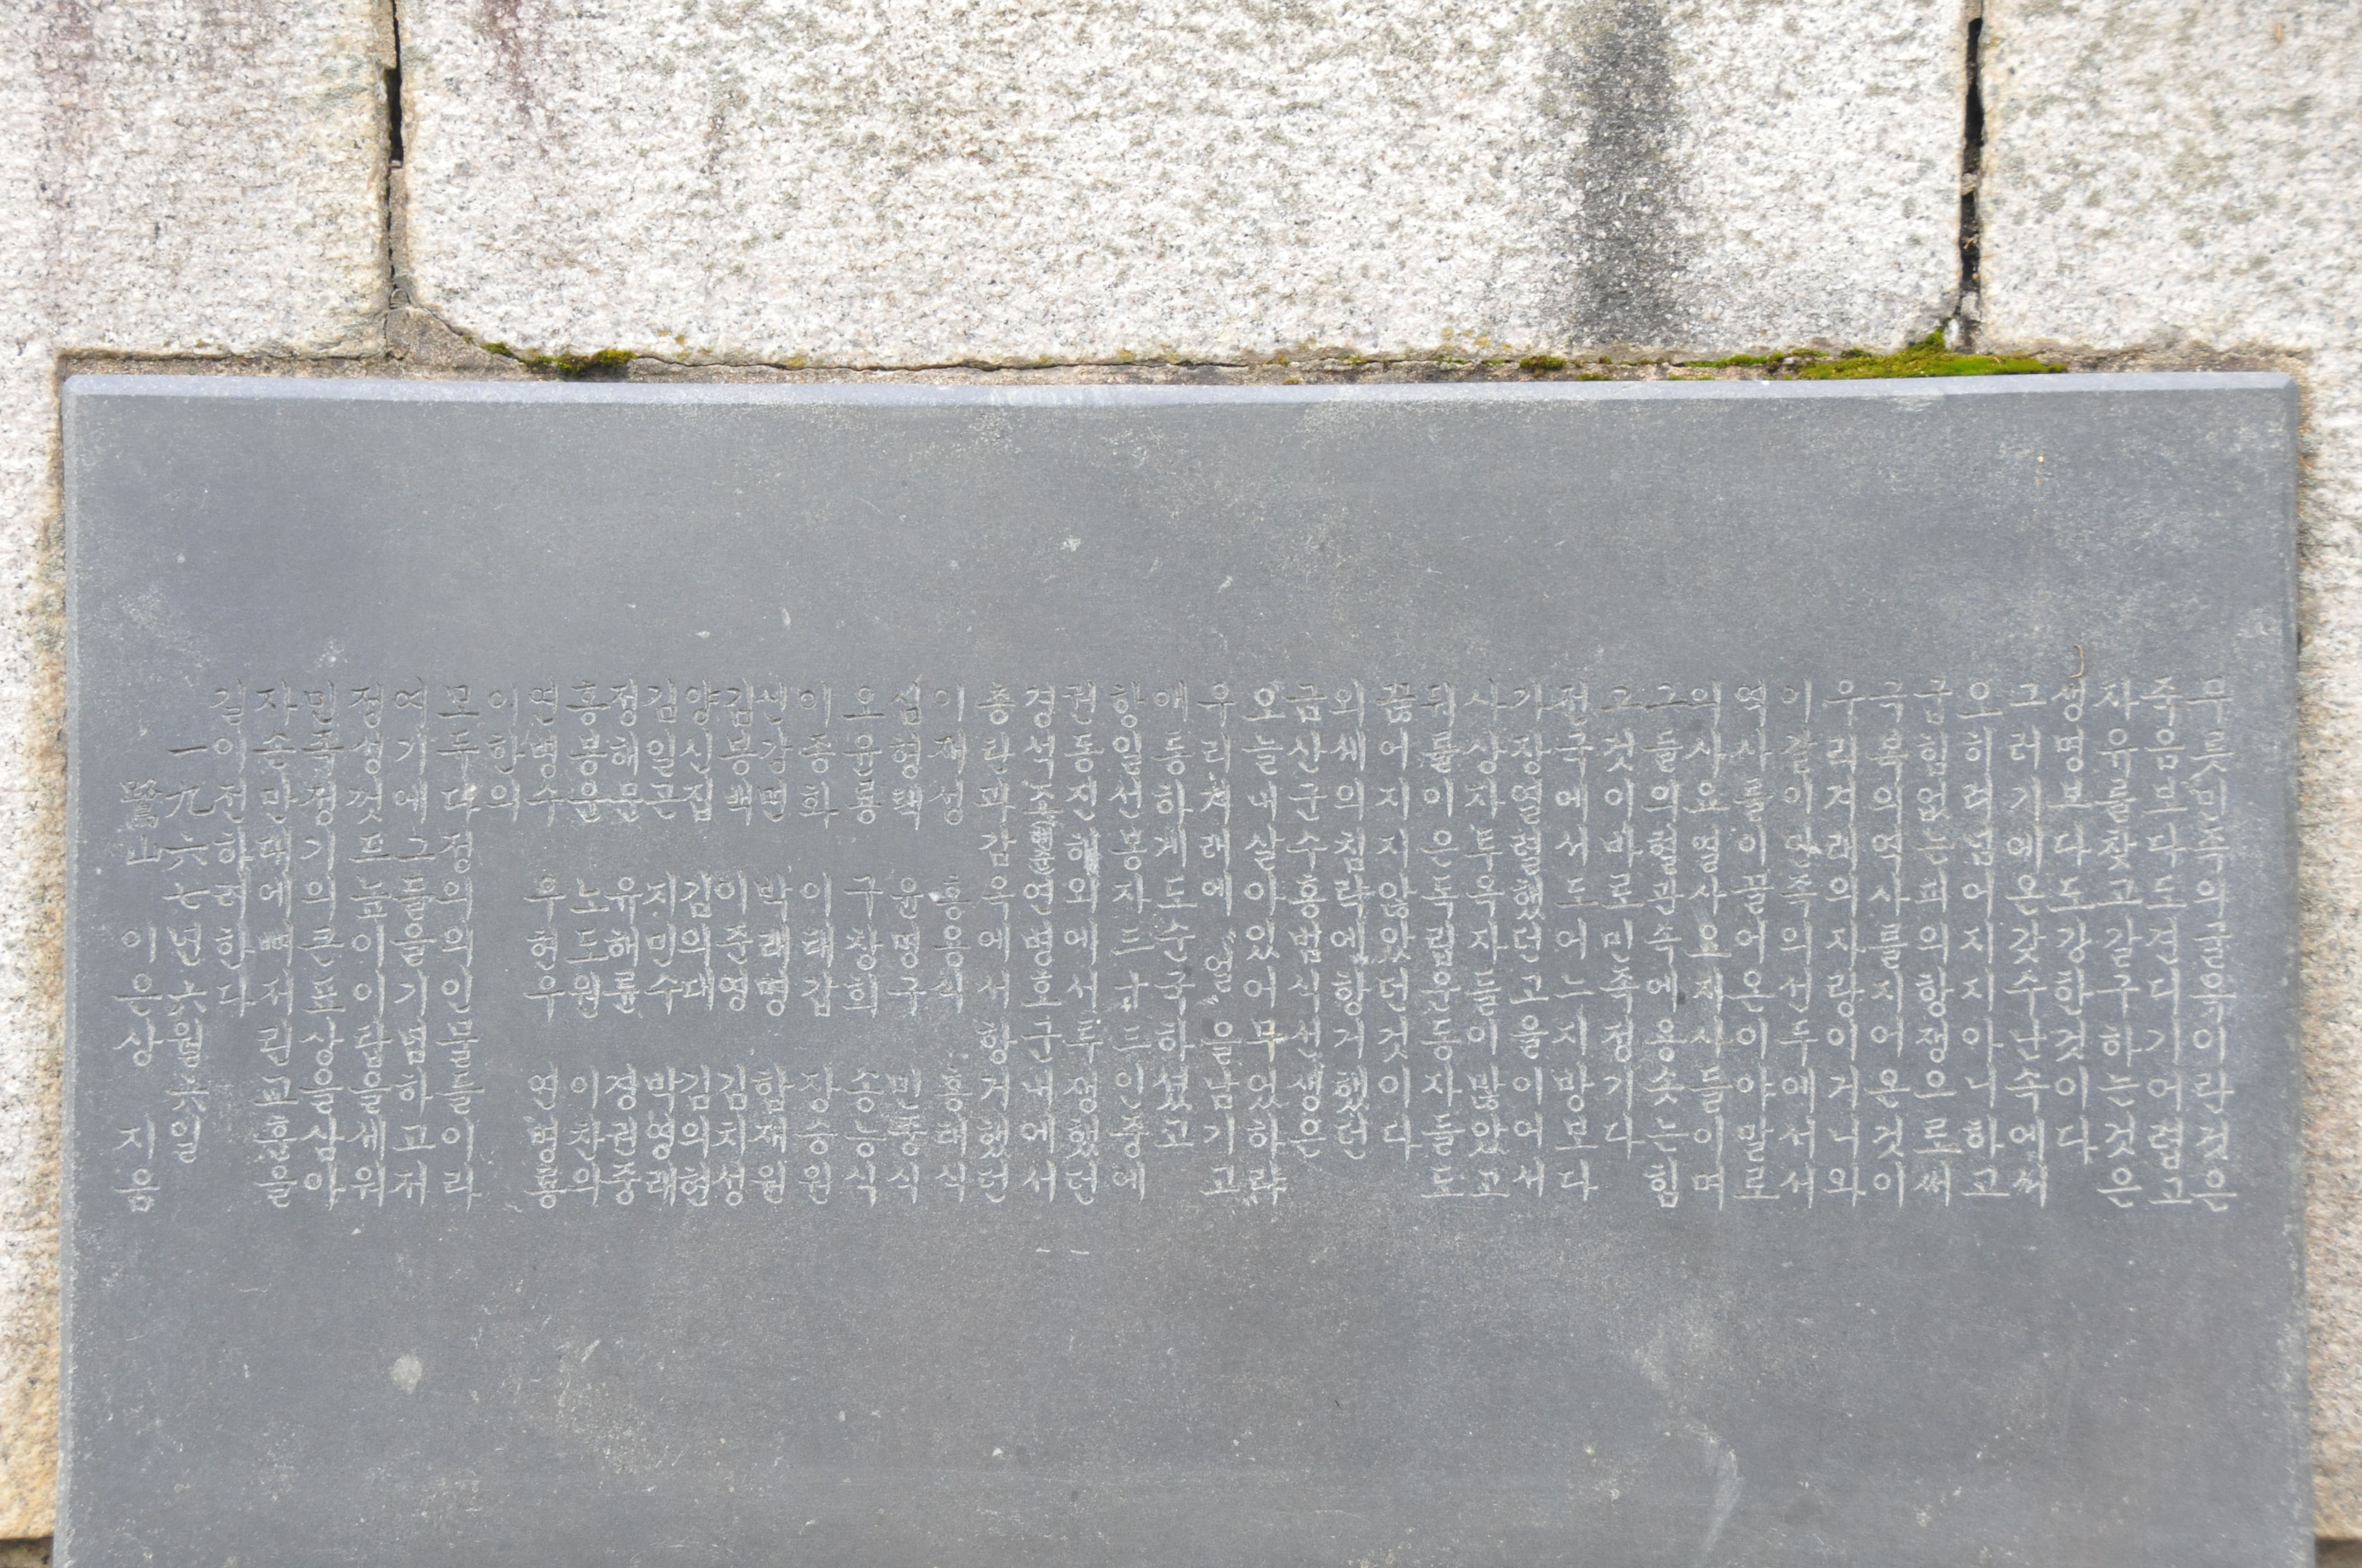 무릇민족의굴욕이란것은
죽음보다도견디기어렵고
자유를찾고갈구하는것은
생명보다도강한것이다
그러기에온갖수난속에써
오히려넘어지지아니하고
굽힘없는피의항쟁으로써
극복의역사를지어온것이
우리겨레의자랑이거니와
이같이민족의선두에서서
역사를이끌어온이야말로
의사요열사요재사들이며
그들의혈관속에용솟는힘
그것이바로민족정기다
전국에서도어느지방모다
가장열렬했던고을이어서
사상자투옥자들이많았고
뒤를이은독립운동자들도
끊어지지않았던것이다
외세의침략에항거했던
금산군수홍범식선생은
오늘내살아있어무엇하랴
우리겨레에"얼"을남기고
애통하게도순국하셨고
항일선봉자三十三인중에
권동진해외에서투쟁했던
경석조 연병호군내에서
총탄과감옥에서항거했던
이재성 홍용식 홍태식
심형택 윤명구 민동식
오윤룡 구창회 송능식
이종화 이태갑 장승원
신강면 박래명 함재원
김봉백 이준영 김치성
양신집 김의대 김의현
김일곤 지민수 박영래
정해문 유해륜 장권중
홍봉윤 노도원 이찬의
연명수 우현우 연명룡
이한의
모두다정의의인물들이라
여기에그들을기념하고저
정생껏드높이이탑을세워
민족정기의큰표상을삼아
자손만대에뼈저린교훈을
길이전하려한다
一九六七년六월六일
鷺山 이은상 지음